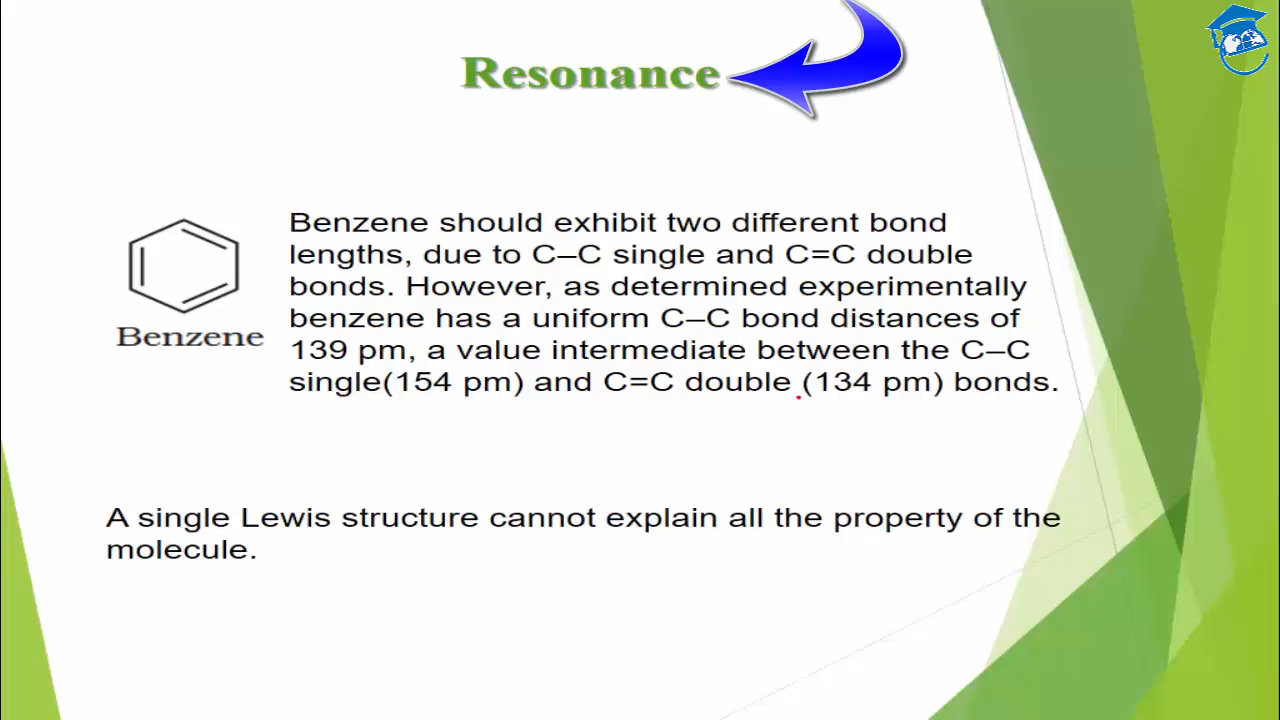 Resonance
Benzene should exhibit two different bond
lengths, due to C–C single and C=C double
bonds. However, as determined experimentally
benzene has a uniform C–C bond distances of
139 pm, a value intermediate between the C–C
single(154 pm) and C=C double (134 pm) bonds.
Benzene
A single Lewis structure cannot explain all the property of the
molecule.